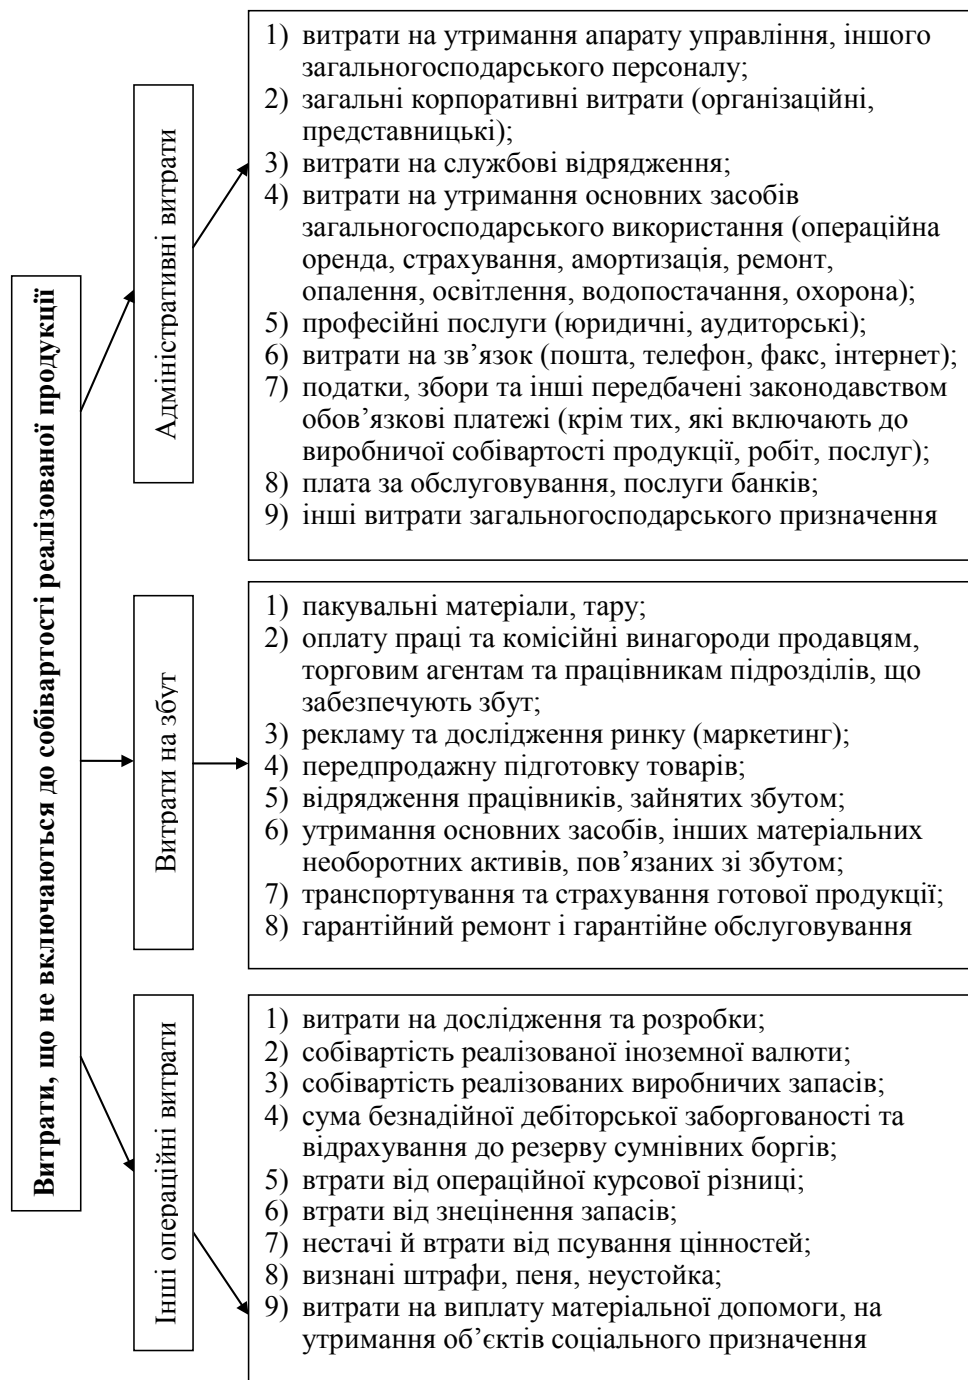 Витрати, що не включаються до собівартості реалізованої продукції
Адміністративні витрати
1) витрати на утримання апарату управління, іншого
загальногосподарського персоналу;
2) загальні корпоративні витрати (організаційні,
представницькі);
3) витрати на службові відрядження;
4) витрати на утримання основних засобів
загальногосподарського використання (операційна
оренда, страхування, амортизація, ремонт,
опалення, освітлення, водопостачання, охорона);
5) професійні послуги (юридичні, аудиторські);
6) витрати на зв’язок (пошта, телефон, факс, інтернет);
7) податки, збори та інші передбачені законодавством
обов’язкові платежі (крім тих, які включають до
виробничої собівартості продукції, робіт, послуг);
8) плата за обслуговування, послуги банків;
9) інші витрати загальногосподарського призначення
Витрати на збут
1) пакувальні матеріали, тару;
2) оплату праці та комісійні винагороди продавцям,
торговим агентам та працівникам підрозділів, що
забезпечують збут;
3) рекламу та дослідження ринку (маркетинг);
4) передпродажну підготовку товарів;
5) відрядження працівників, зайнятих збутом;
6) утримання основних засобів, інших матеріальних
необоротних активів, пов’язаних зі збутом;
7) транспортування та страхування готової продукції;
8) гарантійний ремонт і гарантійне обслуговування
Інші операційні витрати
1) витрати на дослідження та розробки;
2) собівартість реалізованої іноземної валюти;
3) собівартість реалізованих виробничих запасів;
4) сума безнадійної дебіторської заборгованості та
відрахування до резерву сумнівних боргів;
5) втрати від операційної курсової різниці;
6) втрати від знецінення запасів;
7) нестачі й втрати від псування цінностей;
8) визнані штрафи, пеня, неустойка;
9) витрати на виплату матеріальної допомоги, на
утримання об’єктів соціального призначення